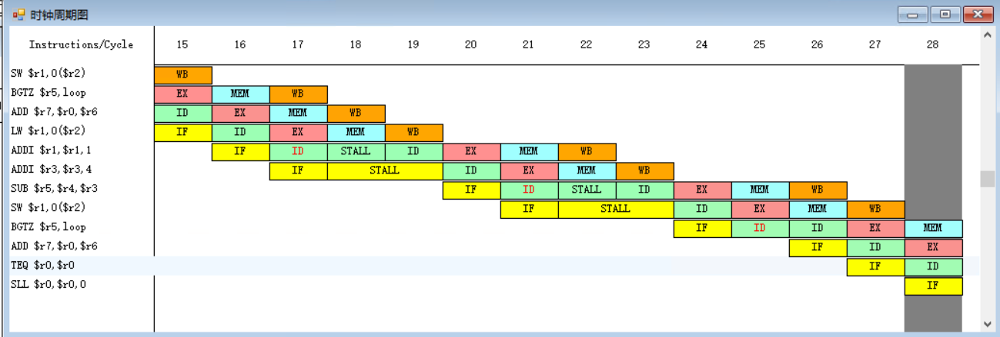 时钟周期图
Instructions/Cycle 15 16 17 18 19 20 21 22 23 24 25 26 27 28
SW $r1,0($r2) WB
BGTZ $r5,loop EX MEM WB
ADD $r7,$r0,$r6 ID EX MEM WB
LW $r1,0($r2) IF ID EX MEM WB
ADDI $r1,$r1,1 IF ID STALL ID EX MEM WB
ADDI $r3,$r3,4 IF STALL ID EX MEM WB
SUB $r5,$r4,$r3 IF ID STALL ID EX MEM WB
SW $r1,0($r2) IF STALL ID EX MEM WB
BGTZ $r5,loop IF ID ID EX MEM
ADD $r7,$r0,$r6 IF ID EX
TEQ $r0,$r0 IF ID
SLL $r0,$r0,0 IF